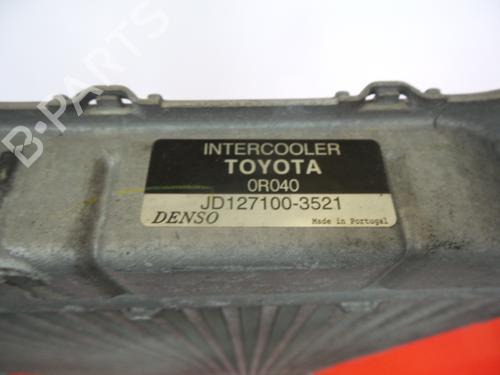 B-PARTS
INTERCOOLER
TOYOTA
0R040
JD127100-3521
DENSO Made in Portugal